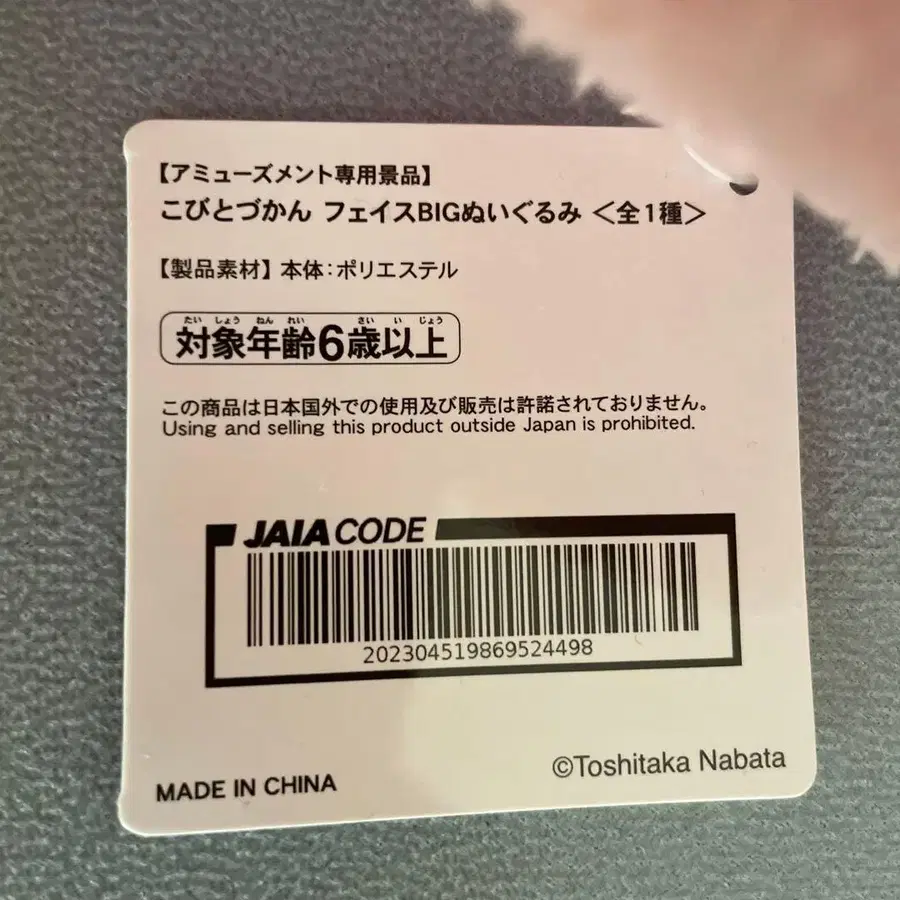 【アミューズメント専用景品】
こびとづかん フェイスBIGぬいぐるみ ＜全1種＞
【製品素材】本体：ポリエステル
たい しょう ねん れい さい い じょう
対象年齢6歳以上
この商品は日本国外での使用及び販売は許諾されておりません。
Using and selling this product outside Japan is prohibited.
JAIA CODE
202304519869524498
MADE IN CHINA
©Toshitaka Nabata